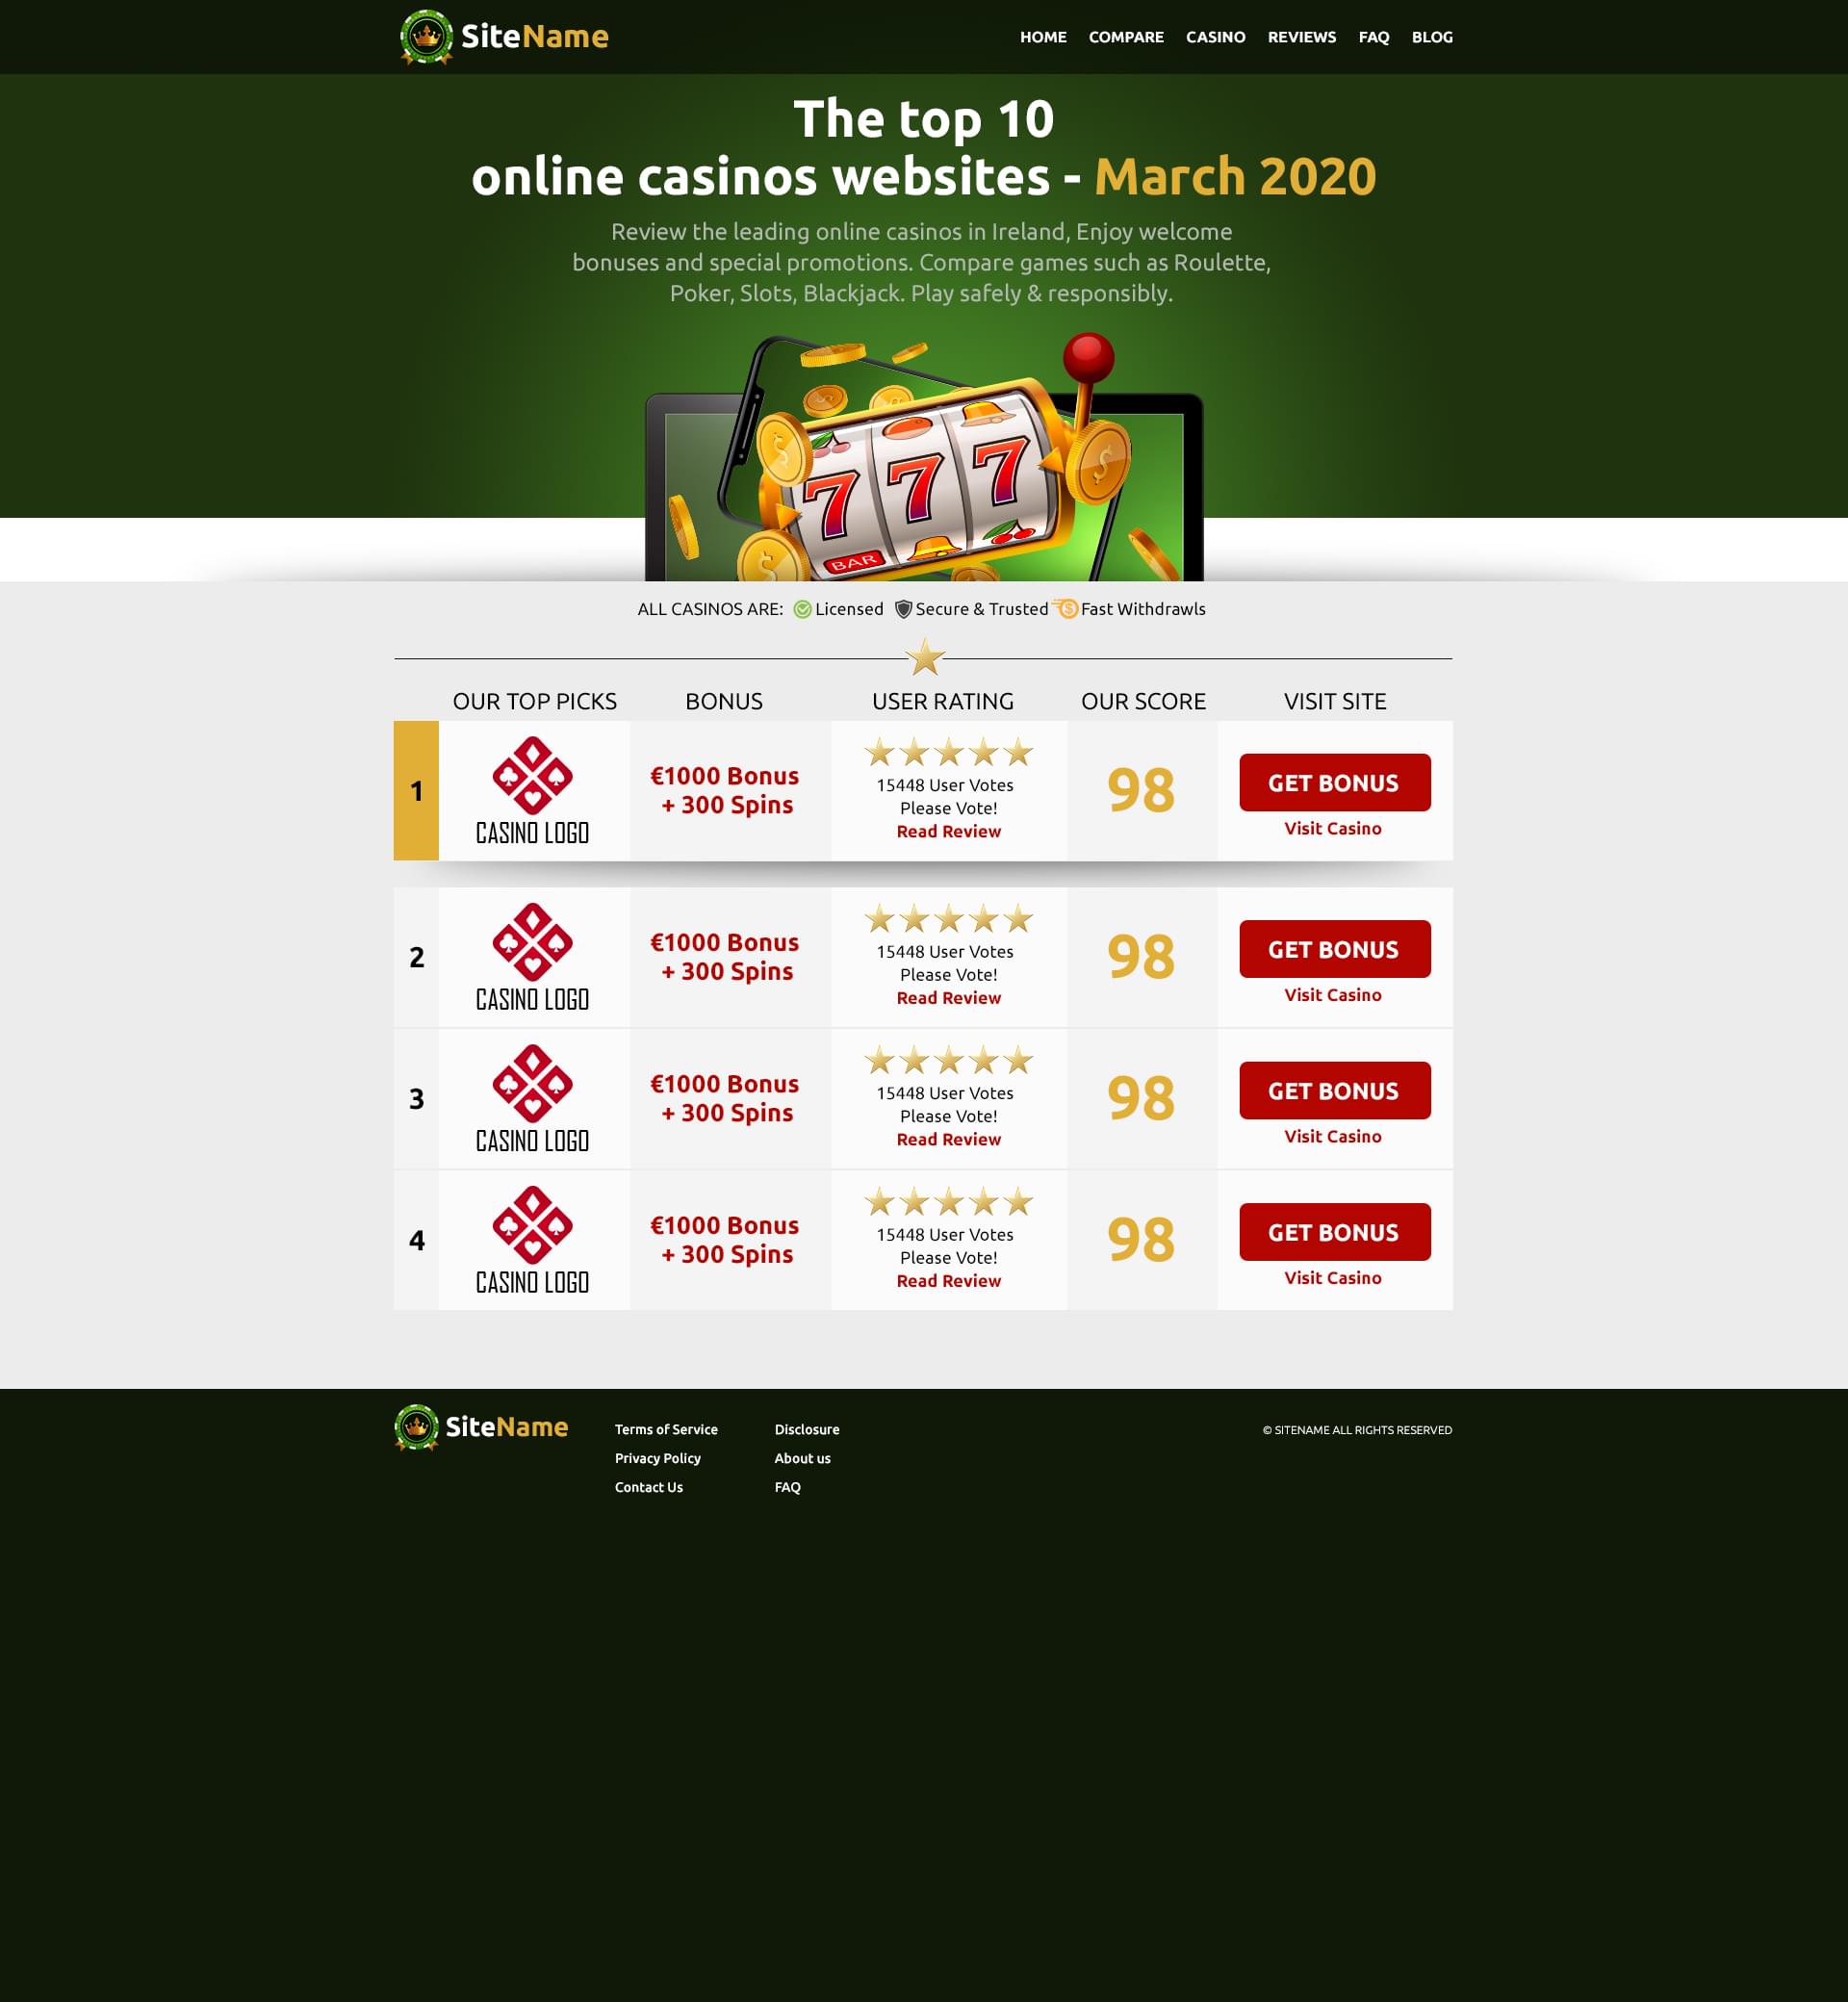 SiteName
HOME COMPARE CASINO REVIEWS FAQ BLOG
The top 10
online casinos websites - March 2020
Review the leading online casinos in Ireland, Enjoy welcome
bonuses and special promotions. Compare games such as Roulette,
Poker, Slots, Blackjack. Play safely & responsibly.
7 7 7
BAR
ALL CASINOS ARE: Licensed Secure & Trusted Fast Withdrawls
OUR TOP PICKS BONUS USER RATING OUR SCORE VISIT SITE
1
CASINO LOGO
€1000 Bonus
+ 300 Spins
15448 User Votes
Please Vote!
Read Review
98
GET BONUS
Visit Casino
2
CASINO LOGO
€1000 Bonus
+ 300 Spins
15448 User Votes
Please Vote!
Read Review
98
GET BONUS
Visit Casino
3
CASINO LOGO
€1000 Bonus
+ 300 Spins
15448 User Votes
Please Vote!
Read Review
98
GET BONUS
Visit Casino
4
CASINO LOGO
€1000 Bonus
+ 300 Spins
15448 User Votes
Please Vote!
Read Review
98
GET BONUS
Visit Casino
SiteName
Terms of Service
Privacy Policy
Contact Us
Disclosure
About us
FAQ
© SITENAME ALL RIGHTS RESERVED